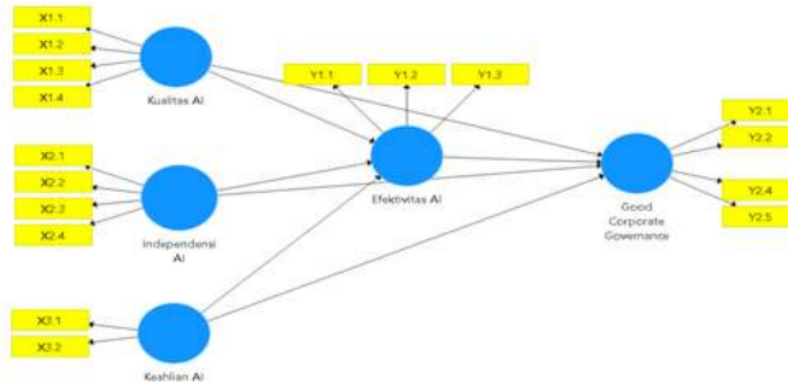 X1.1
X1.2
X1.3
X1.4
Kualitas AI
Y1.1
Y1.2
Y1.3
X2.1
X2.2
X2.3
X2.4
Independensi
AI
Efektivitas AI
Y2.1
Y2.2
Y2.4
Y2.5
Good
Corporate
Governance
X3.1
X3.2
Keahlian AI